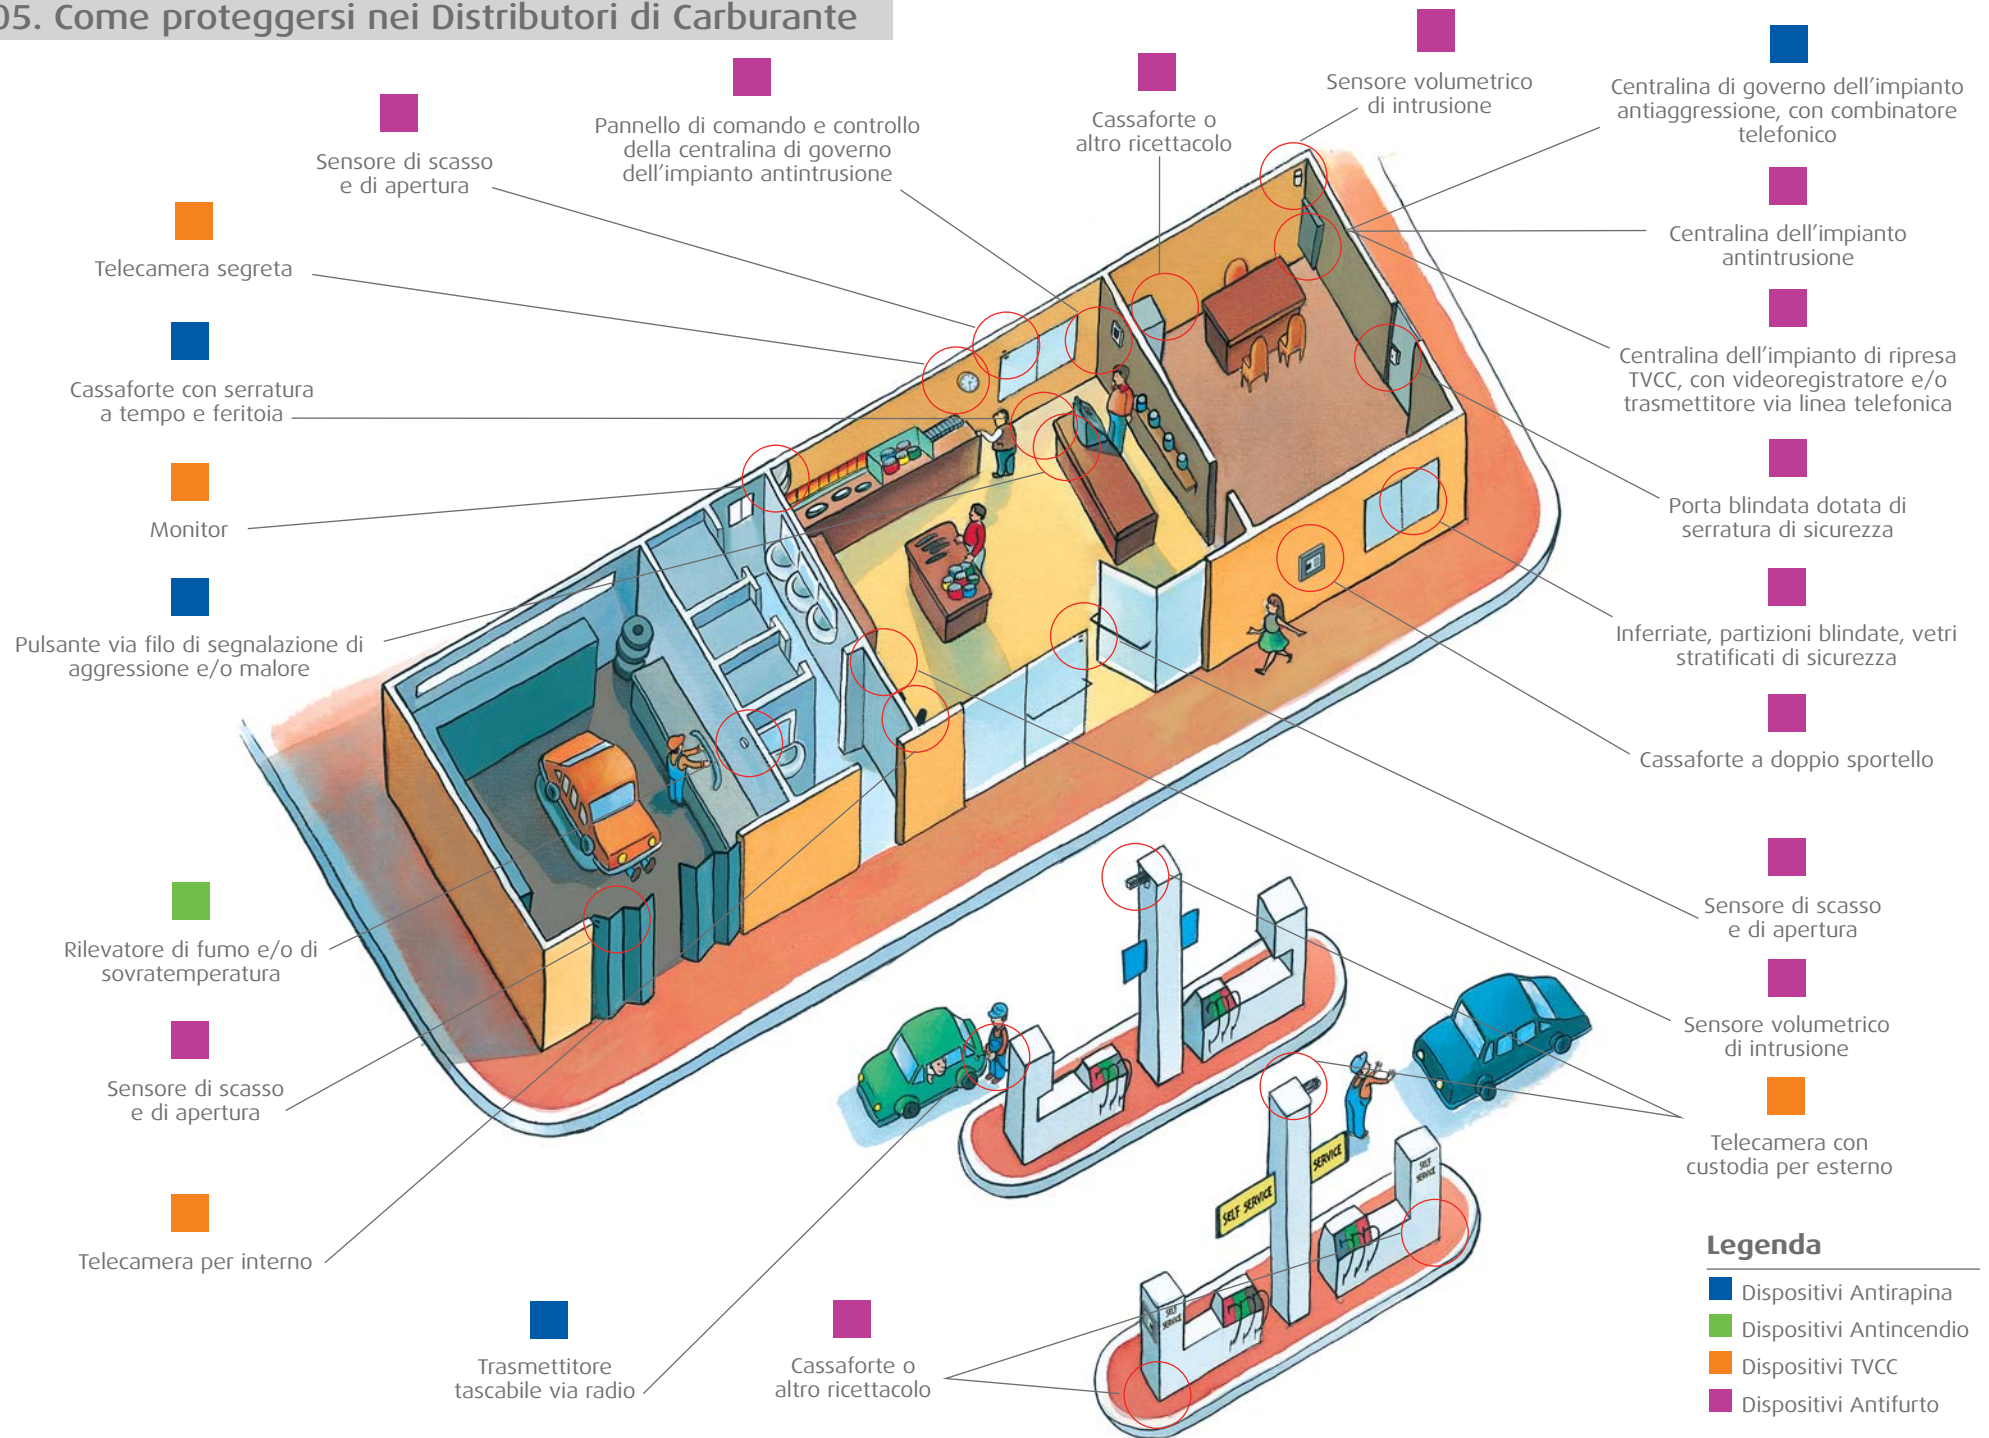 05. Come proteggersi nei Distributori di Carburante
Sensore di scasso
e di apertura
Pannello di comando e controllo
della centralina di governo
dell'impianto antintrusione
Cassaforte o
altro ricettacolo
Sensore volumetrico
di intrusione
Centralina di governo dell'impianto
antiaggressione, con combinatore
telefonico
Telecamera segreta
Centralina dell'impianto
antintrusione
Cassaforte con serratura
a tempo e feritoia
Centralina dell'impianto di ripresa
TVCC, con videoregistratore e/o
trasmettitore via linea telefonica
Monitor
Porta blindata dotata di
serratura di sicurezza
Pulsante via filo di segnalazione di
aggressione e/o malore
Inferriate, partizioni blindate, vetri
stratificati di sicurezza
Cassaforte a doppio sportello
Rilevatore di fumo e/o di
sovratemperatura
Sensore di scasso
e di apertura
Sensore di scasso
e di apertura
Sensore volumetrico
di intrusione
Telecamera con
custodia per esterno
Telecamera per interno
SELF SERVICE
SERVICE
SELF
SERVICE
SELF
SERVICE
Trasmettitore
tascabile via radio
Cassaforte o
altro ricettacolo
Legenda
Dispositivi Antirapina
Dispositivi Antincendio
Dispositivi TVCC
Dispositivi Antifurto